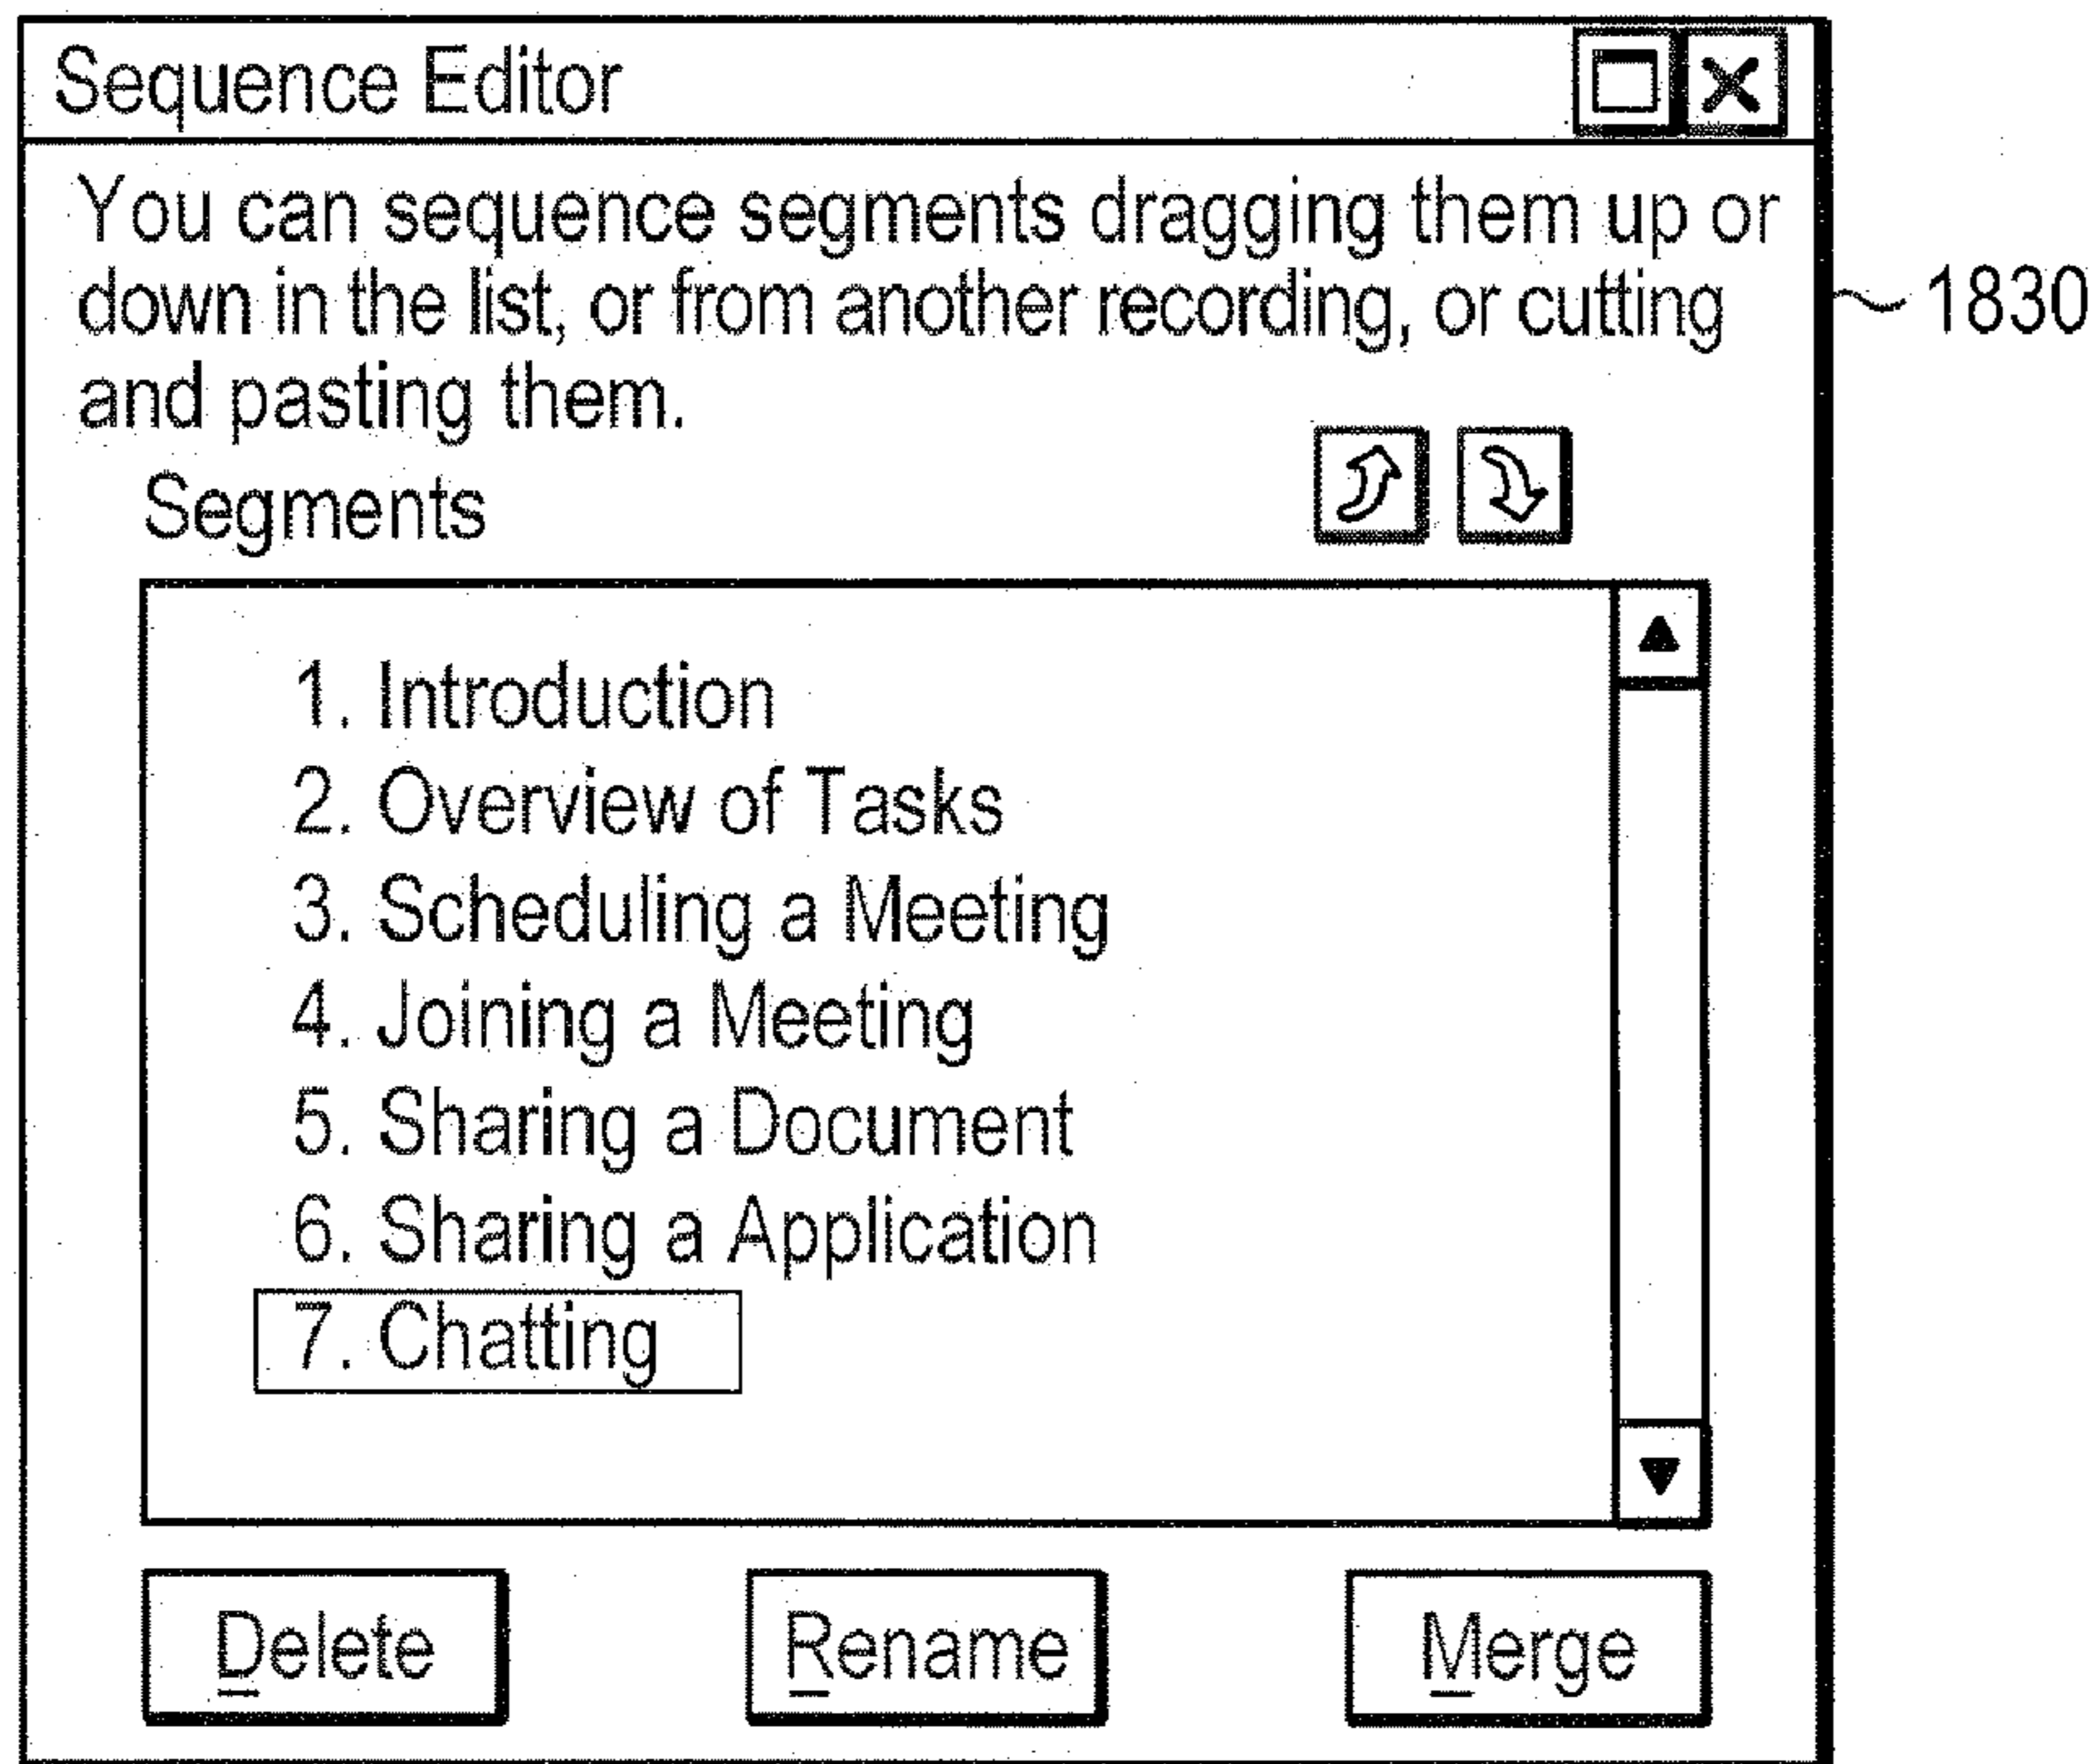 Sequence Editor
You can sequence segments dragging them up or
down in the list, or from another recording, or cutting
and pasting them.
1830
Segments
1. Introduction
2. Overview of Tasks
3. Scheduling a Meeting
4. Joining a Meeting
5. Sharing a Document
6. Sharing a Application
7. Chatting
Delete Rename Merge